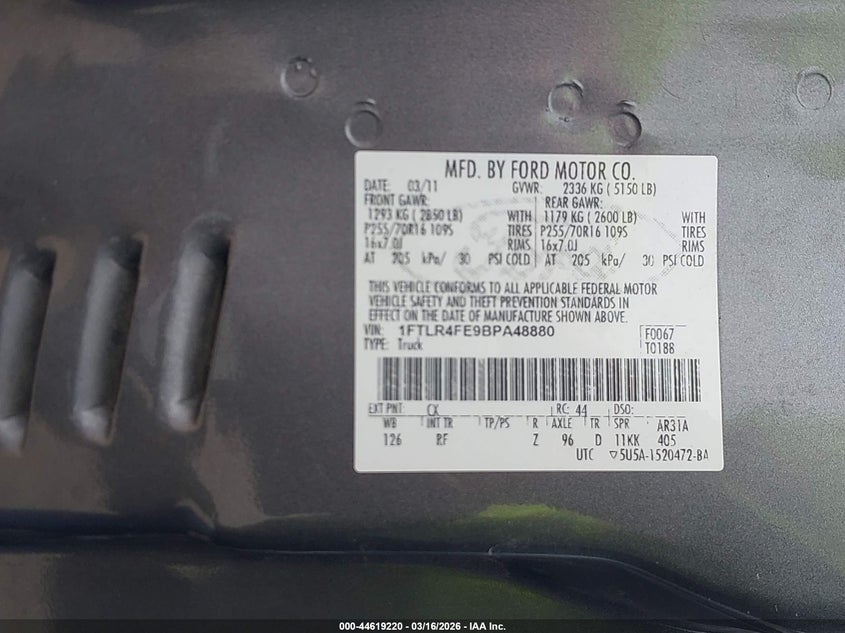 MFD. BY FORD MOTOR CO.
DATE: 03/11 GVWR: 2336 KG ( 5150 LB)
FRONT GAWR: REAR GAWR:
1293 KG ( 2850 LB) WITH 1179 KG ( 2600 LB) WITH
P255/70R16 109S TIRES P255/70R16 109S TIRES
16x7.0J RIMS 16x7.0J RIMS
AT 205 kPa/ 30 PSI COLD AT 205 kPa/ 30 PSI COLD
THIS VEHICLE CONFORMS TO ALL APPLICABLE FEDERAL MOTOR
VEHICLE SAFETY AND THEFT PREVENTION STANDARDS IN
EFFECT ON THE DATE OF MANUFACTURE SHOWN ABOVE.
VIN: 1FTLR4FE9BPA48880
TYPE: Truck
F0067
T0188
EXT PNT: CX RC: 44 DSO:
WB INT TR TP/PS R AXLE TR SPR AR31A
126 RF Z 96 D 11KK 405
UTC ▽5U5A-1520472-BA
000-44619220 - 03/16/2026 - IAA Inc.